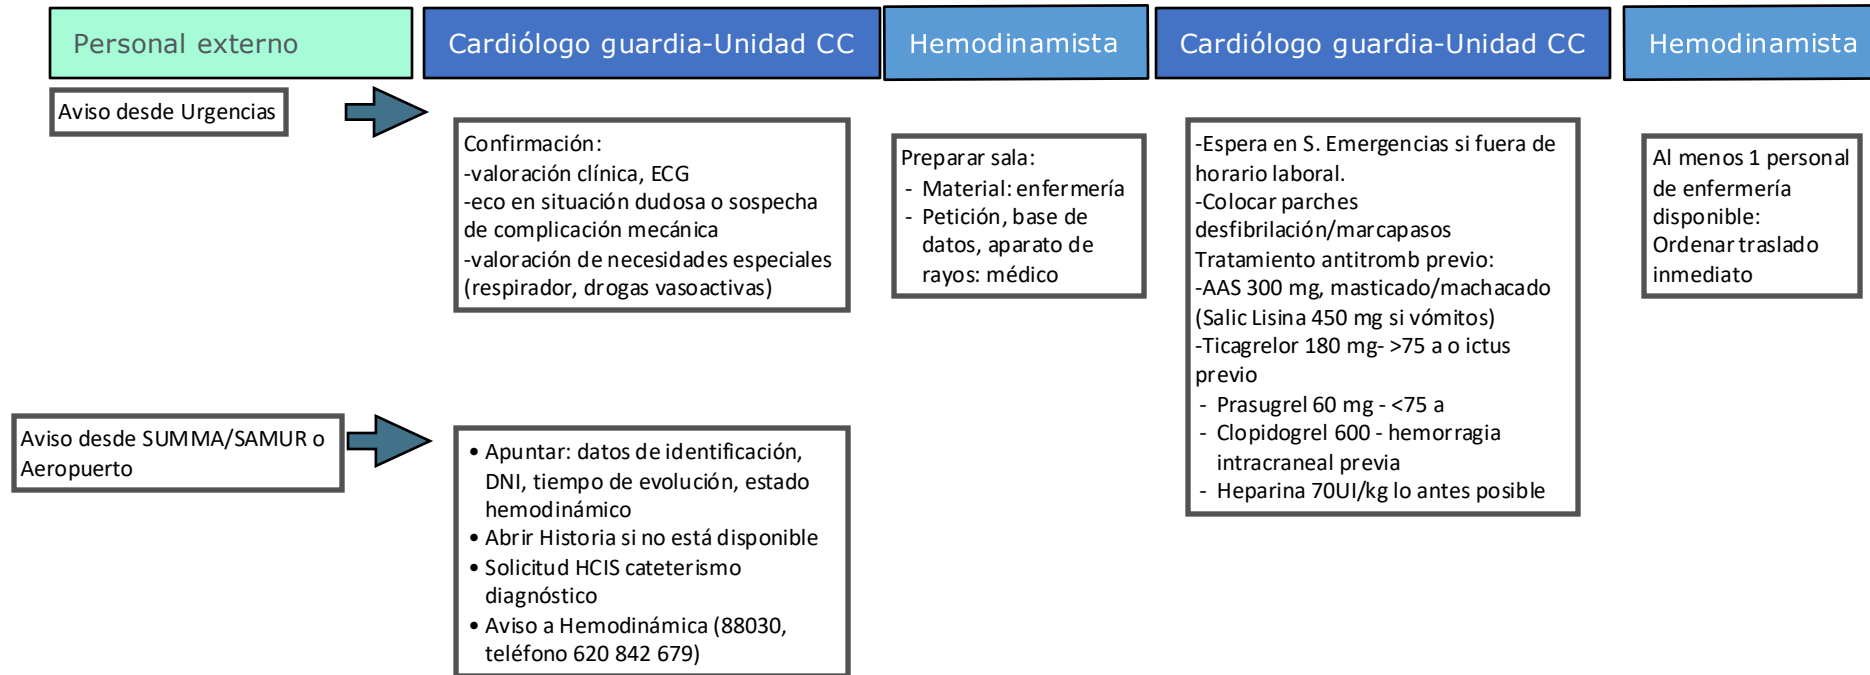 Personal externo
Cardiólogo guardia-Unidad CC
Hemodinamista
Cardiólogo guardia-Unidad CC
Hemodinamista
Aviso desde Urgencias
Confirmación:
-valoración clínica, ECG
-eco en situación dudosa o sospecha
de complicación mecánica
-valoración de necesidades especiales
(respirador, drogas vasoactivas)
Preparar sala:
- Material: enfermería
- Petición, base de
datos, aparato de
rayos: médico
-Espera en S. Emergencias si fuera de
horario laboral.
-Colocar parches
desfibrilación/marcapasos
Tratamiento antitromb previo:
-AAS 300 mg, masticado/machacado
(Salic Lisina 450 mg si vómitos)
-Ticagrelor 180 mg- >75 a o ictus
previo
- Prasugrel 60 mg - <75 a
- Clopidogrel 600 - hemorragia
intracraneal previa
- Heparina 70UI/kg lo antes posible
Al menos 1 personal
de enfermería
disponible:
Ordenar traslado
inmediato
Aviso desde SUMMA/SAMUR o
Aeropuerto
• Apuntar: datos de identificación,
DNI, tiempo de evolución, estado
hemodinámico
• Abrir Historia si no está disponible
• Solicitud HCIS cateterismo
diagnóstico
• Aviso a Hemodinámica (88030,
teléfono 620 842 679)